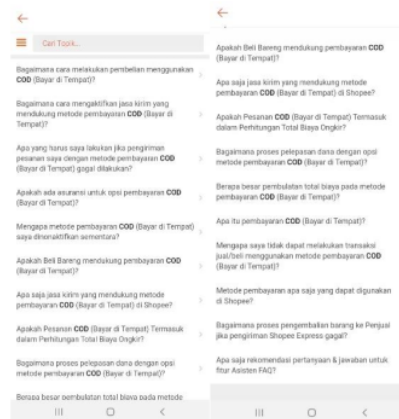 Cari Topik...
Bagaimana cara melakukan pembelian menggunakan
COD (Bayar di Tempat)?
Bagaimana cara mengaktifkan jasa kirim yang
mendukung metode pembayaran COD (Bayar di
Tempat)?
Apa yang harus saya lakukan jika pengiriman
pesanan saya dengan metode pembayaran COD
(Bayar di Tempat) gagal dilakukan?
Apakah ada asuransi untuk opsi pembayaran COD
(Bayar di Tempat)?
Mengapa metode pembayaran COD (Bayar di Tempat)
saya dinonaktifkan sementara?
Apakah Beli Bareng mendukung pembayaran COD
(Bayar di Tempat)?
Apa saja jasa kirim yang mendukung metode
pembayaran COD (Bayar di Tempat) di Shopee?
Apakah Pesanan COD (Bayar di Tempat) Termasuk
dalam Perhitungan Total Biaya Ongkir?
Bagaimana proses pelepasan dana dengan opsi
metode pembayaran COD (Bayar di Tempat)?
Berapa besar pembulatan total biaya pada metode
Apakah Beli Bareng mendukung pembayaran COD
(Bayar di Tempat)?
Apa saja jasa kirim yang mendukung metode
pembayaran COD (Bayar di Tempat) di Shopee?
Apakah Pesanan COD (Bayar di Tempat) Termasuk
dalam Perhitungan Total Biaya Ongkir?
Bagaimana proses pelepasan dana dengan opsi
metode pembayaran COD (Bayar di Tempat)?
Berapa besar pembulatan total biaya pada metode
pembayaran COD (Bayar di Tempat)?
Apa itu pembayaran COD (Bayar di Tempat)?
Mengapa saya tidak dapat melakukan transaksi
jual/beli menggunakan metode pembayaran COD
(Bayar di Tempat)?
Metode pembayaran apa saja yang dapat digunakan
di Shopee?
Bagaimana proses pengembalian barang ke Penjual
jika pengiriman Shopee Express gagal?
Apa saja rekomendasi pertanyaan & jawaban untuk
fitur Asisten FAQ?